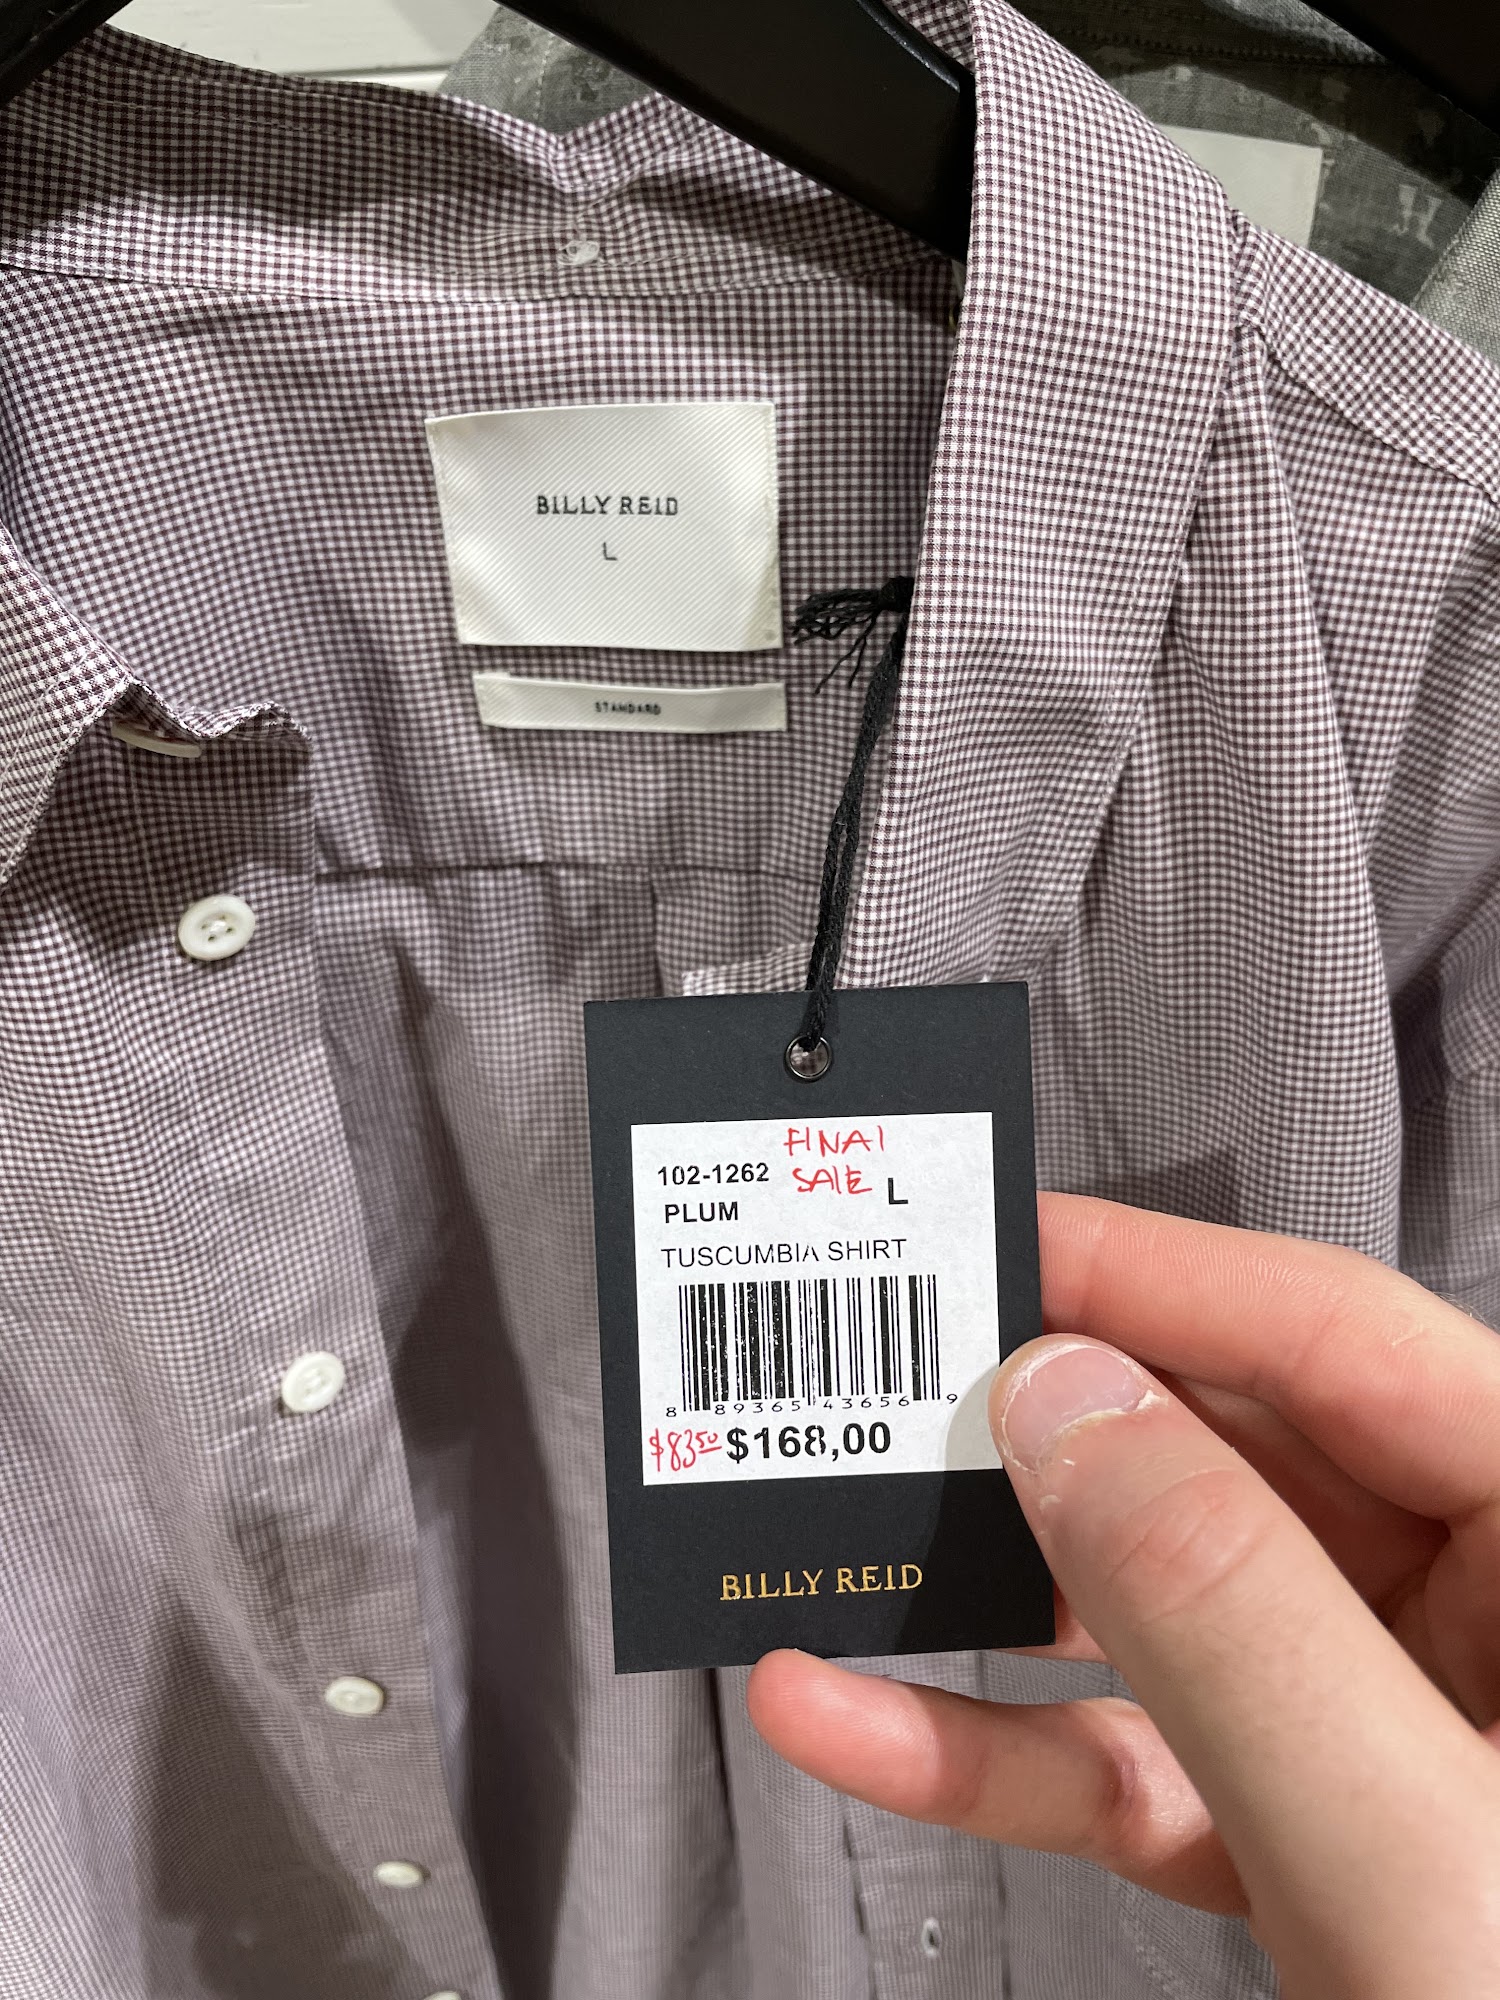 BILLY REID
L
STANDARD
FINAL
SALE
102-1262
L
PLUM
TUSCUMBIA SHIRT
8 89365 43656 9
$83.50 $168,00
BILLY REID